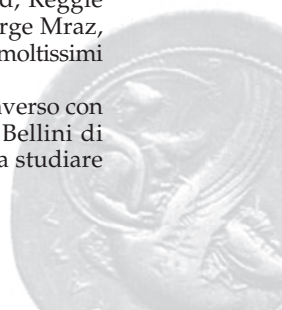 d, Reggie
rge Mraz,
moltissimi
averso con
Bellini di
a studiare